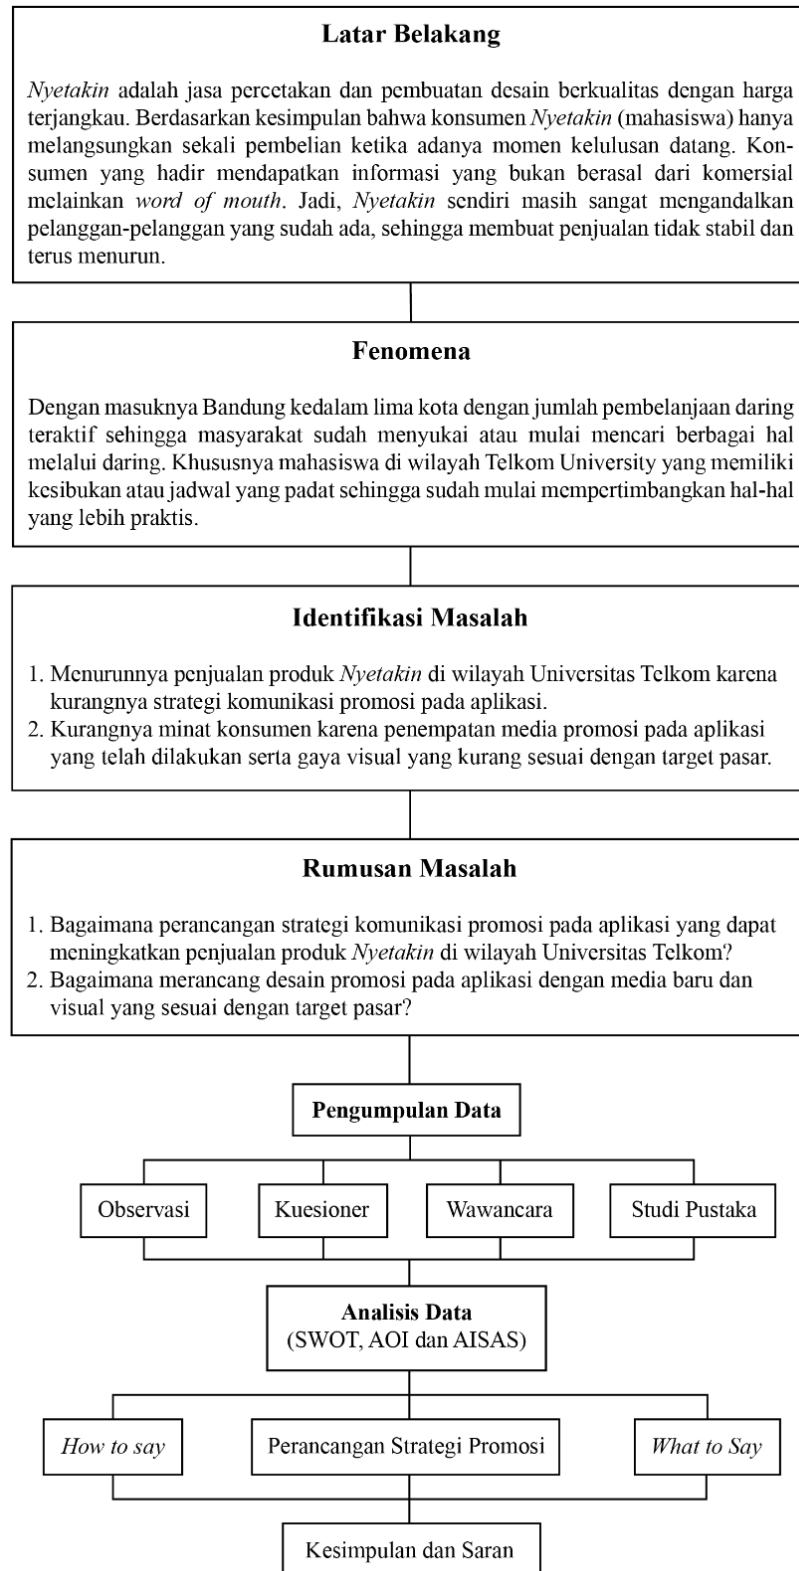 Latar Belakang
Nyetakin adalah jasa percetakan dan pembuatan desain berkualitas dengan harga
terjangkau. Berdasarkan kesimpulan bahwa konsumen Nyetakin (mahasiswa) hanya
melangsungkan sekali pembelian ketika adanya momen kelulusan datang. Kon-
sumen yang hadir mendapatkan informasi yang bukan berasal dari komersial
melainkan word of mouth. Jadi, Nyetakin sendiri masih sangat mengandalkan
pelanggan-pelanggan yang sudah ada, sehingga membuat penjualan tidak stabil dan
terus menurun.
Fenomena
Dengan masuknya Bandung kedalam lima kota dengan jumlah pembelanjaan daring
teraktif sehingga masyarakat sudah menyukai atau mulai mencari berbagai hal
melalui daring. Khususnya mahasiswa di wilayah Telkom University yang memiliki
kesibukan atau jadwal yang padat sehingga sudah mulai mempertimbangkan hal-hal
yang lebih praktis.
Identifikasi Masalah
1. Menurunnya penjualan produk Nyetakin di wilayah Universitas Telkom karena
kurangnya strategi komunikasi promosi pada aplikasi.
2. Kurangnya minat konsumen karena penempatan media promosi pada aplikasi
yang telah dilakukan serta gaya visual yang kurang sesuai dengan target pasar.
Rumusan Masalah
1. Bagaimana perancangan strategi komunikasi promosi pada aplikasi yang dapat
meningkatkan penjualan produk Nyetakin di wilayah Universitas Telkom?
2. Bagaimana merancang desain promosi pada aplikasi dengan media baru dan
visual yang sesuai dengan target pasar?
Pengumpulan Data
Observasi
Kuesioner
Wawancara
Studi Pustaka
Analisis Data
(SWOT, AOI dan AISAS)
How to say
Perancangan Strategi Promosi
What to Say
Kesimpulan dan Saran